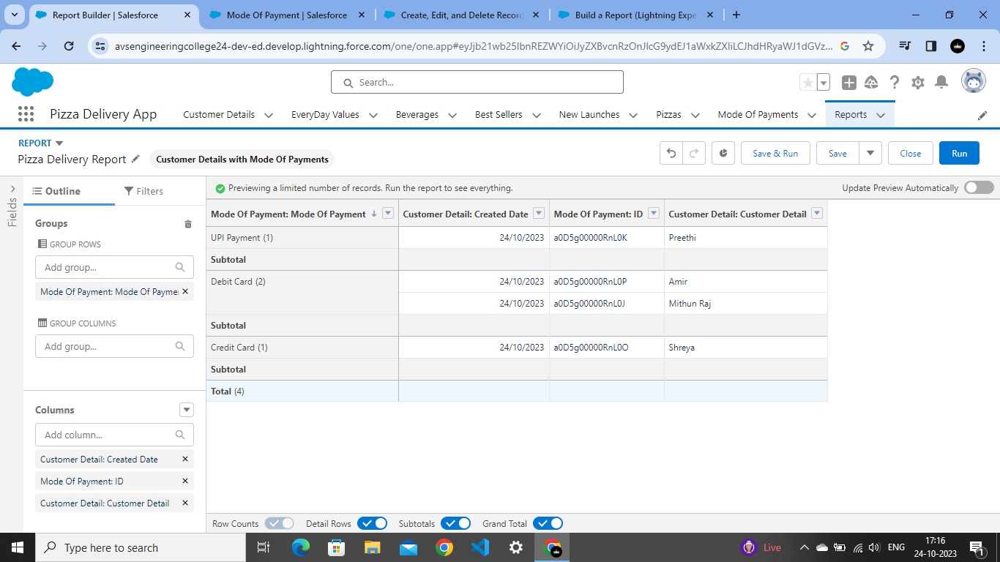 Report Builder | Salesforce
Mode Of Payment | Salesforce
Create, Edit, and Delete Record
Build a Report (Lightning Expe
avsengineeringcollege24-dev-ed.develop.lightning.force.com/one/one.app#eyJjb21wb25lbnREZWYiOiJyZXBvcnRzOnJlcG9ydEJ1aWxkZXIiLCJhdHRyaWJ1dGVz...
Search...
Pizza Delivery App
Customer Details
EveryDay Values
Beverages
Best Sellers
New Launches
Pizzas
Mode Of Payments
Reports
REPORT
Pizza Delivery Report
Customer Details with Mode Of Payments
Save & Run
Save
Close
Run
Fields
Outline
Filters
Previewing a limited number of records. Run the report to see everything.
Update Preview Automatically
Groups
GROUP ROWS
Add group...
Mode Of Payment: Mode Of Paymer
GROUP COLUMNS
Add group...
Columns
Add column...
Customer Detail: Created Date
Mode Of Payment: ID
Customer Detail: Customer Detail
Mode Of Payment: Mode Of Payment Customer Detail: Created Date Mode Of Payment: ID Customer Detail: Customer Detail
UPI Payment (1) 24/10/2023 a0D5g00000RnL0K Preethi
Subtotal
Debit Card (2) 24/10/2023 a0D5g00000RnL0P Amir
24/10/2023 a0D5g00000RnL0J Mithun Raj
Subtotal
Credit Card (1) 24/10/2023 a0D5g00000RnL0O Shreya
Subtotal
Total (4)
Row Counts
Detail Rows
Subtotals
Grand Total
Type here to search
Live
ENG
17:16
24-10-2023
1